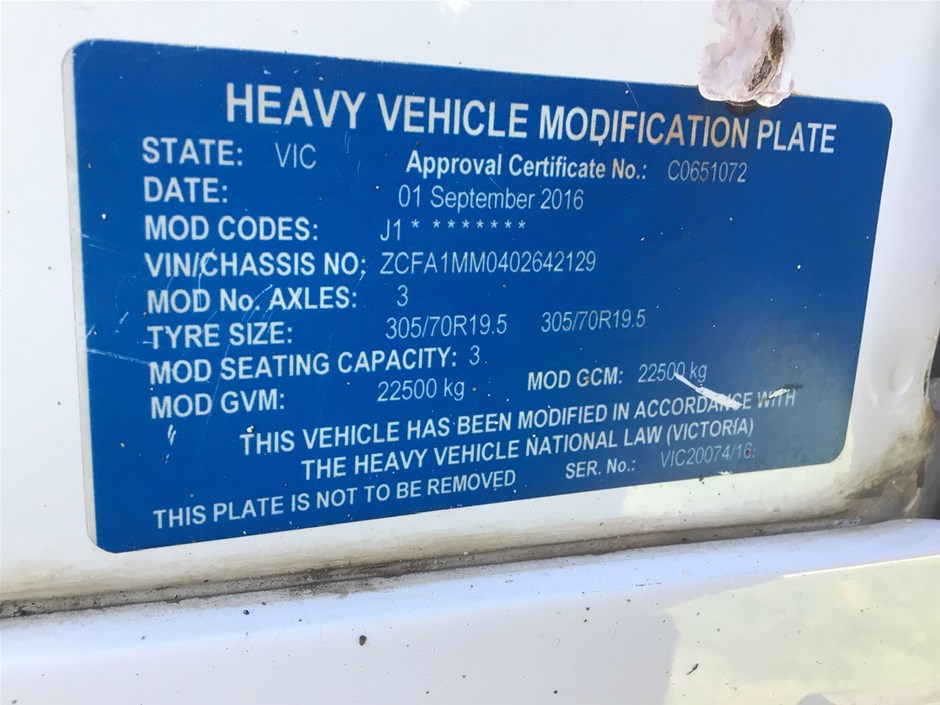 HEAVY VEHICLE MODIFICATION PLATE
STATE: VIC Approval Certificate No.: C0651072
DATE: 01 September 2016
MOD CODES: J1 * * * * * * * *
VIN/CHASSIS NO: ZCFA1MM0402642129
MOD No. AXLES: 3
TYRE SIZE: 305/70R19.5 305/70R19.5
MOD SEATING CAPACITY: 3
MOD GVM: 22500 kg MOD GCM: 22500 kg
THIS VEHICLE HAS BEEN MODIFIED IN ACCORDANCE WITH
THE HEAVY VEHICLE NATIONAL LAW (VICTORIA)
THIS PLATE IS NOT TO BE REMOVED SER. No.: VIC20074/16